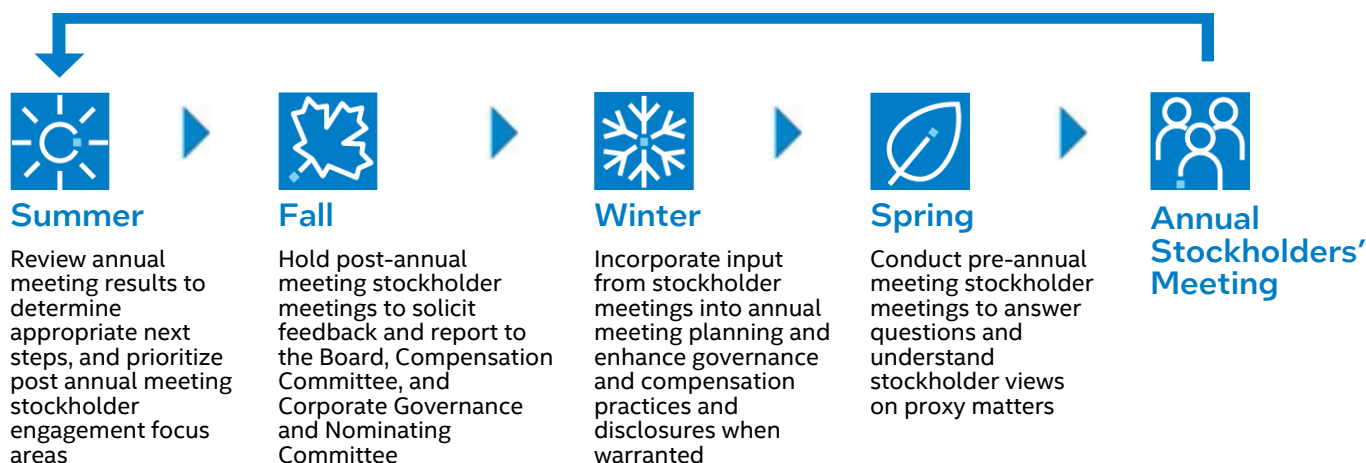 Summer
Review annual
meeting results to
determine
appropriate next
steps, and prioritize
post annual meeting
stockholder
engagement focus
areas
Fall
Hold post-annual
meeting stockholder
meetings to solicit
feedback and report to
the Board, Compensation
Committee, and
Corporate Governance
and Nominating
Committee
Winter
Incorporate input
from stockholder
meetings into annual
meeting planning and
enhance governance
and compensation
practices and
disclosures when
warranted
Spring
Conduct pre-annual
meeting stockholder
meetings to answer
questions and
understand
stockholder views
on proxy matters
Annual
Stockholders’
Meeting